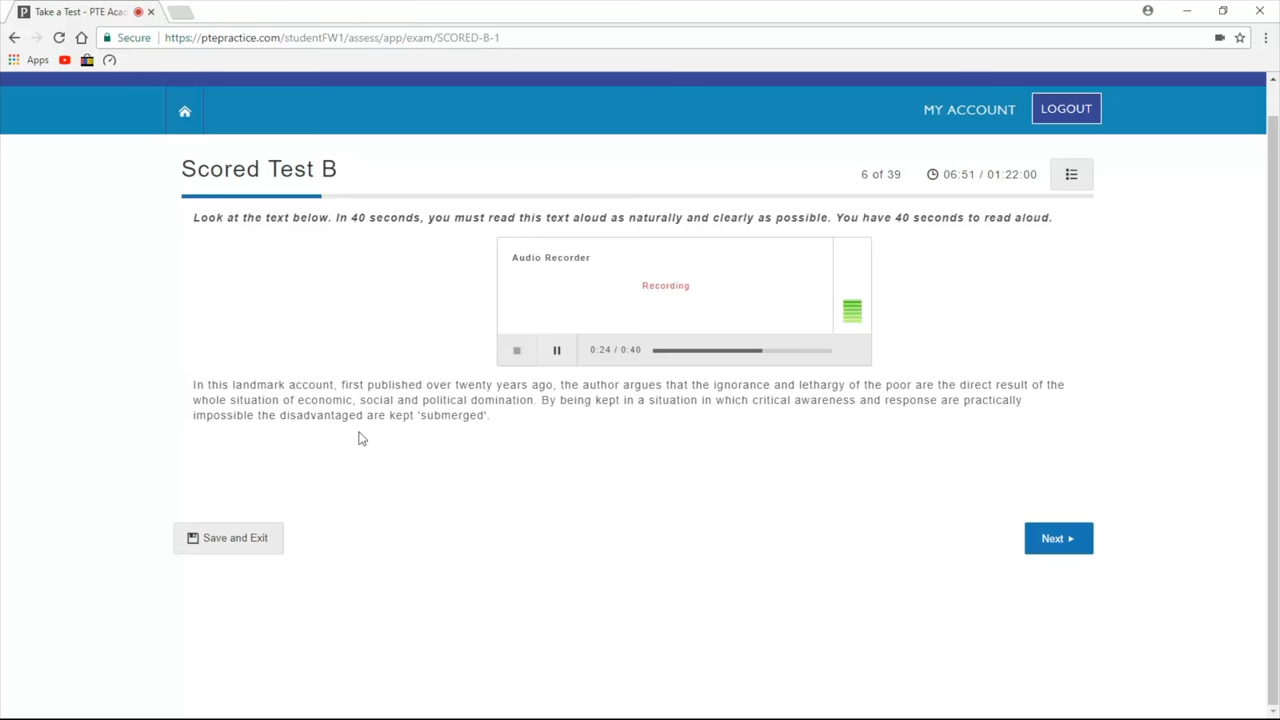 Take a Test - PTE Aca
Secure https://ptepractice.com/studentFW1/assess/app/exam/SCORED-B-1
Apps
MY ACCOUNT LOGOUT
Scored Test B 6 of 39 06:51 / 01:22:00
Look at the text below. In 40 seconds, you must read this text aloud as naturally and clearly as possible. You have 40 seconds to read aloud.
Audio Recorder
Recording
0:24 / 0:40
In this landmark account, first published over twenty years ago, the author argues that the ignorance and lethargy of the poor are the direct result of the
whole situation of economic, social and political domination. By being kept in a situation in which critical awareness and response are practically
impossible the disadvantaged are kept 'submerged'.
Save and Exit Next